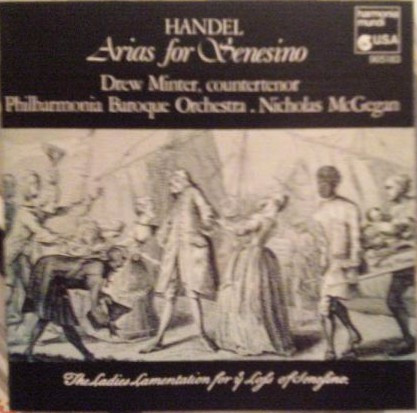 HANDEL
Arias for Senesino
Drew Minter, countertenor
Philharmonia Baroque Orchestra . Nicholas McGegan
harmonia
mundi
USA
The Ladies Lamentation for ẙ Loss of Senesino.